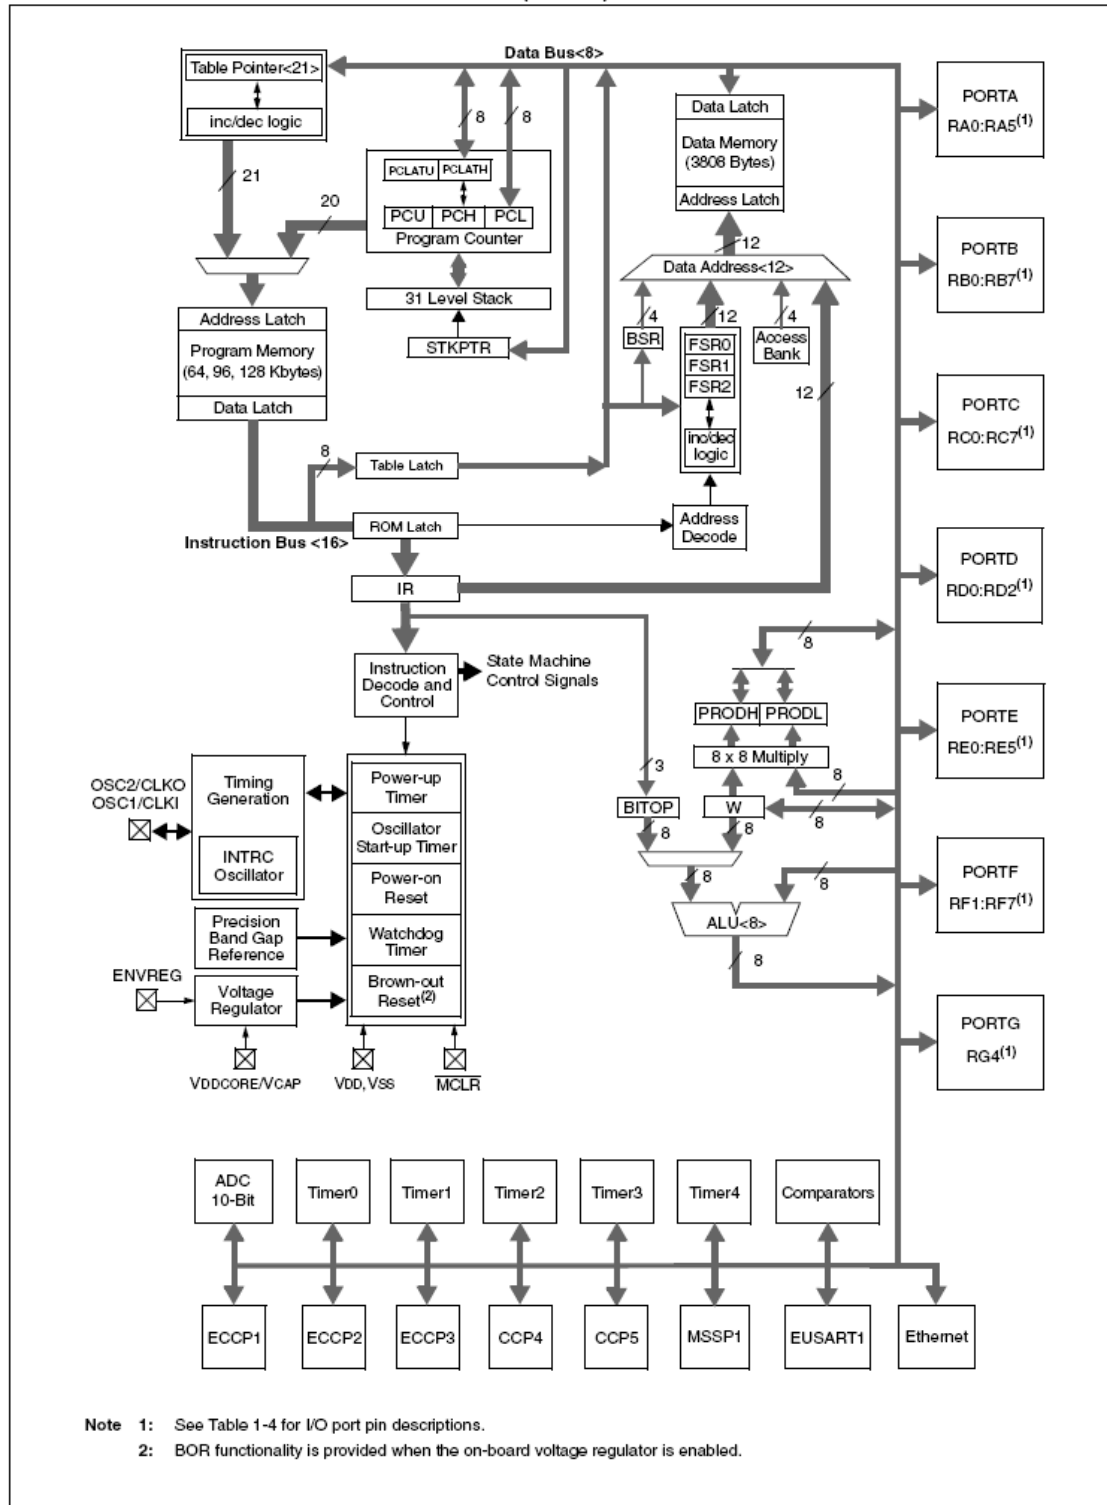 Data Bus<8>
Table Pointer<21>
inc/dec logic
21
20
8
8
PCLATU PCLATH
PCU PCH PCL
Program Counter
31 Level Stack
STKPTR
Address Latch
Program Memory
(64, 96, 128 Kbytes)
Data Latch
8
Table Latch
ROM Latch
Instruction Bus <16>
IR
Data Latch
Data Memory
(3808 Bytes)
Address Latch
12
Data Address<12>
4
12
4
BSR
FSR0
FSR1
FSR2
Access
Bank
12
inc/dec
logic
Address
Decode
PORTA
RA0:RA5(1)
PORTB
RB0:RB7(1)
PORTC
RC0:RC7(1)
PORTD
RD0:RD2(1)
PORTE
RE0:RE5(1)
PORTF
RF1:RF7(1)
PORTG
RG4(1)
Instruction
Decode and
Control
State Machine
Control Signals
8
PRODH PRODL
8 x 8 Multiply
8
3
BITOP
W
8
8
8
8
8
ALU<8>
8
OSC2/CLKO
OSC1/CLKI
Timing
Generation
INTRC
Oscillator
Precision
Band Gap
Reference
ENVREG
Voltage
Regulator
Power-up
Timer
Oscillator
Start-up Timer
Power-on
Reset
Watchdog
Timer
Brown-out
Reset(2)
VDDCORE/VCAP
VDD, VSS
MCLR
ADC
10-Bit
Timer0
Timer1
Timer2
Timer3
Timer4
Comparators
ECCP1
ECCP2
ECCP3
CCP4
CCP5
MSSP1
EUSART1
Ethernet
Note 1: See Table 1-4 for I/O port pin descriptions.
2: BOR functionality is provided when the on-board voltage regulator is enabled.